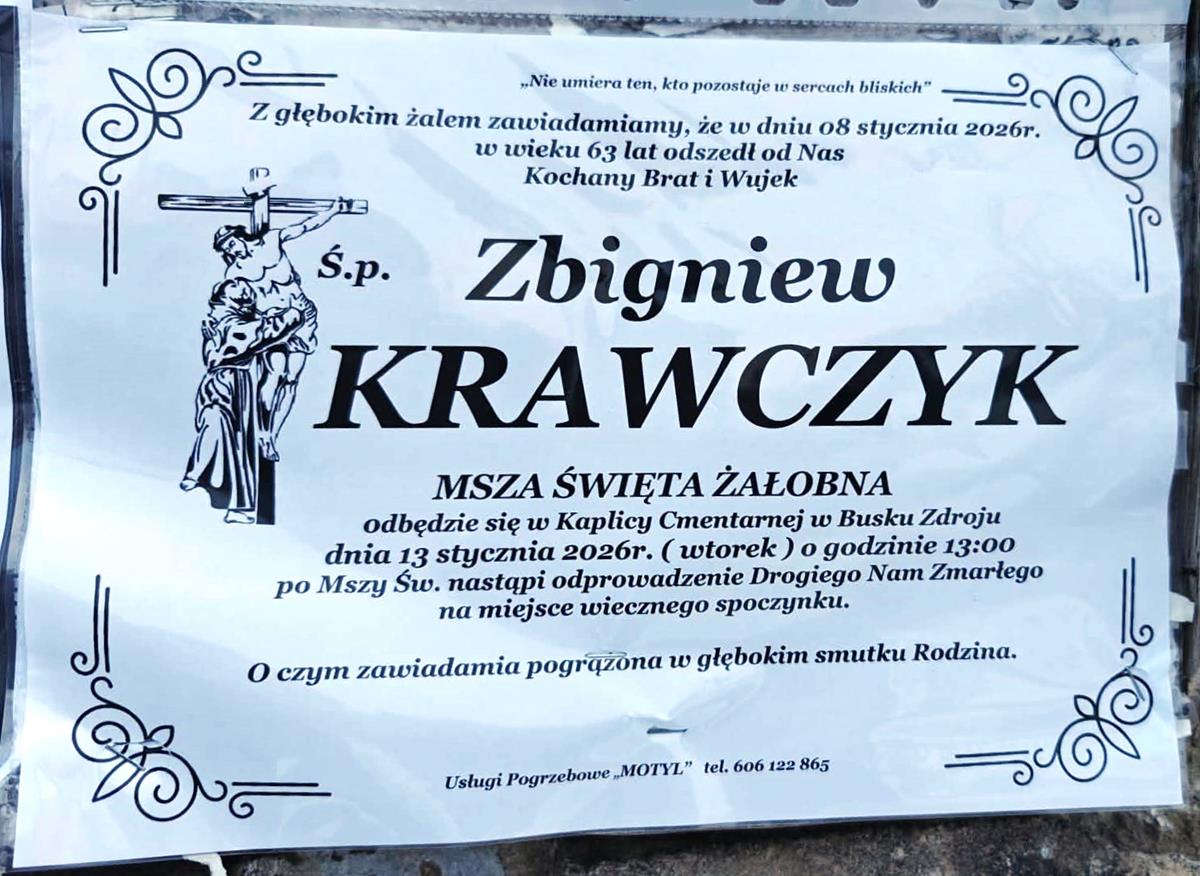 „Nie umiera ten, kto pozostaje w sercach bliskich”
Z głębokim żalem zawiadamiamy, że w dniu 08 stycznia 2026r.
w wieku 63 lat odszedł od Nas
Kochany Brat i Wujek
Ś.p. Zbigniew
KRAWCZYK
MSZA ŚWIĘTA ŻAŁOBNA
odbędzie się w Kaplicy Cmentarnej w Busku Zdroju
dnia 13 stycznia 2026r. ( wtorek ) o godzinie 13:00
po Mszy Św. nastąpi odprowadzenie Drogiego Nam Zmarłego
na miejsce wiecznego spoczynku.
O czym zawiadamia pogrążona w głębokim smutku Rodzina.
Usługi Pogrzebowe „MOTYL” tel. 606 122 865